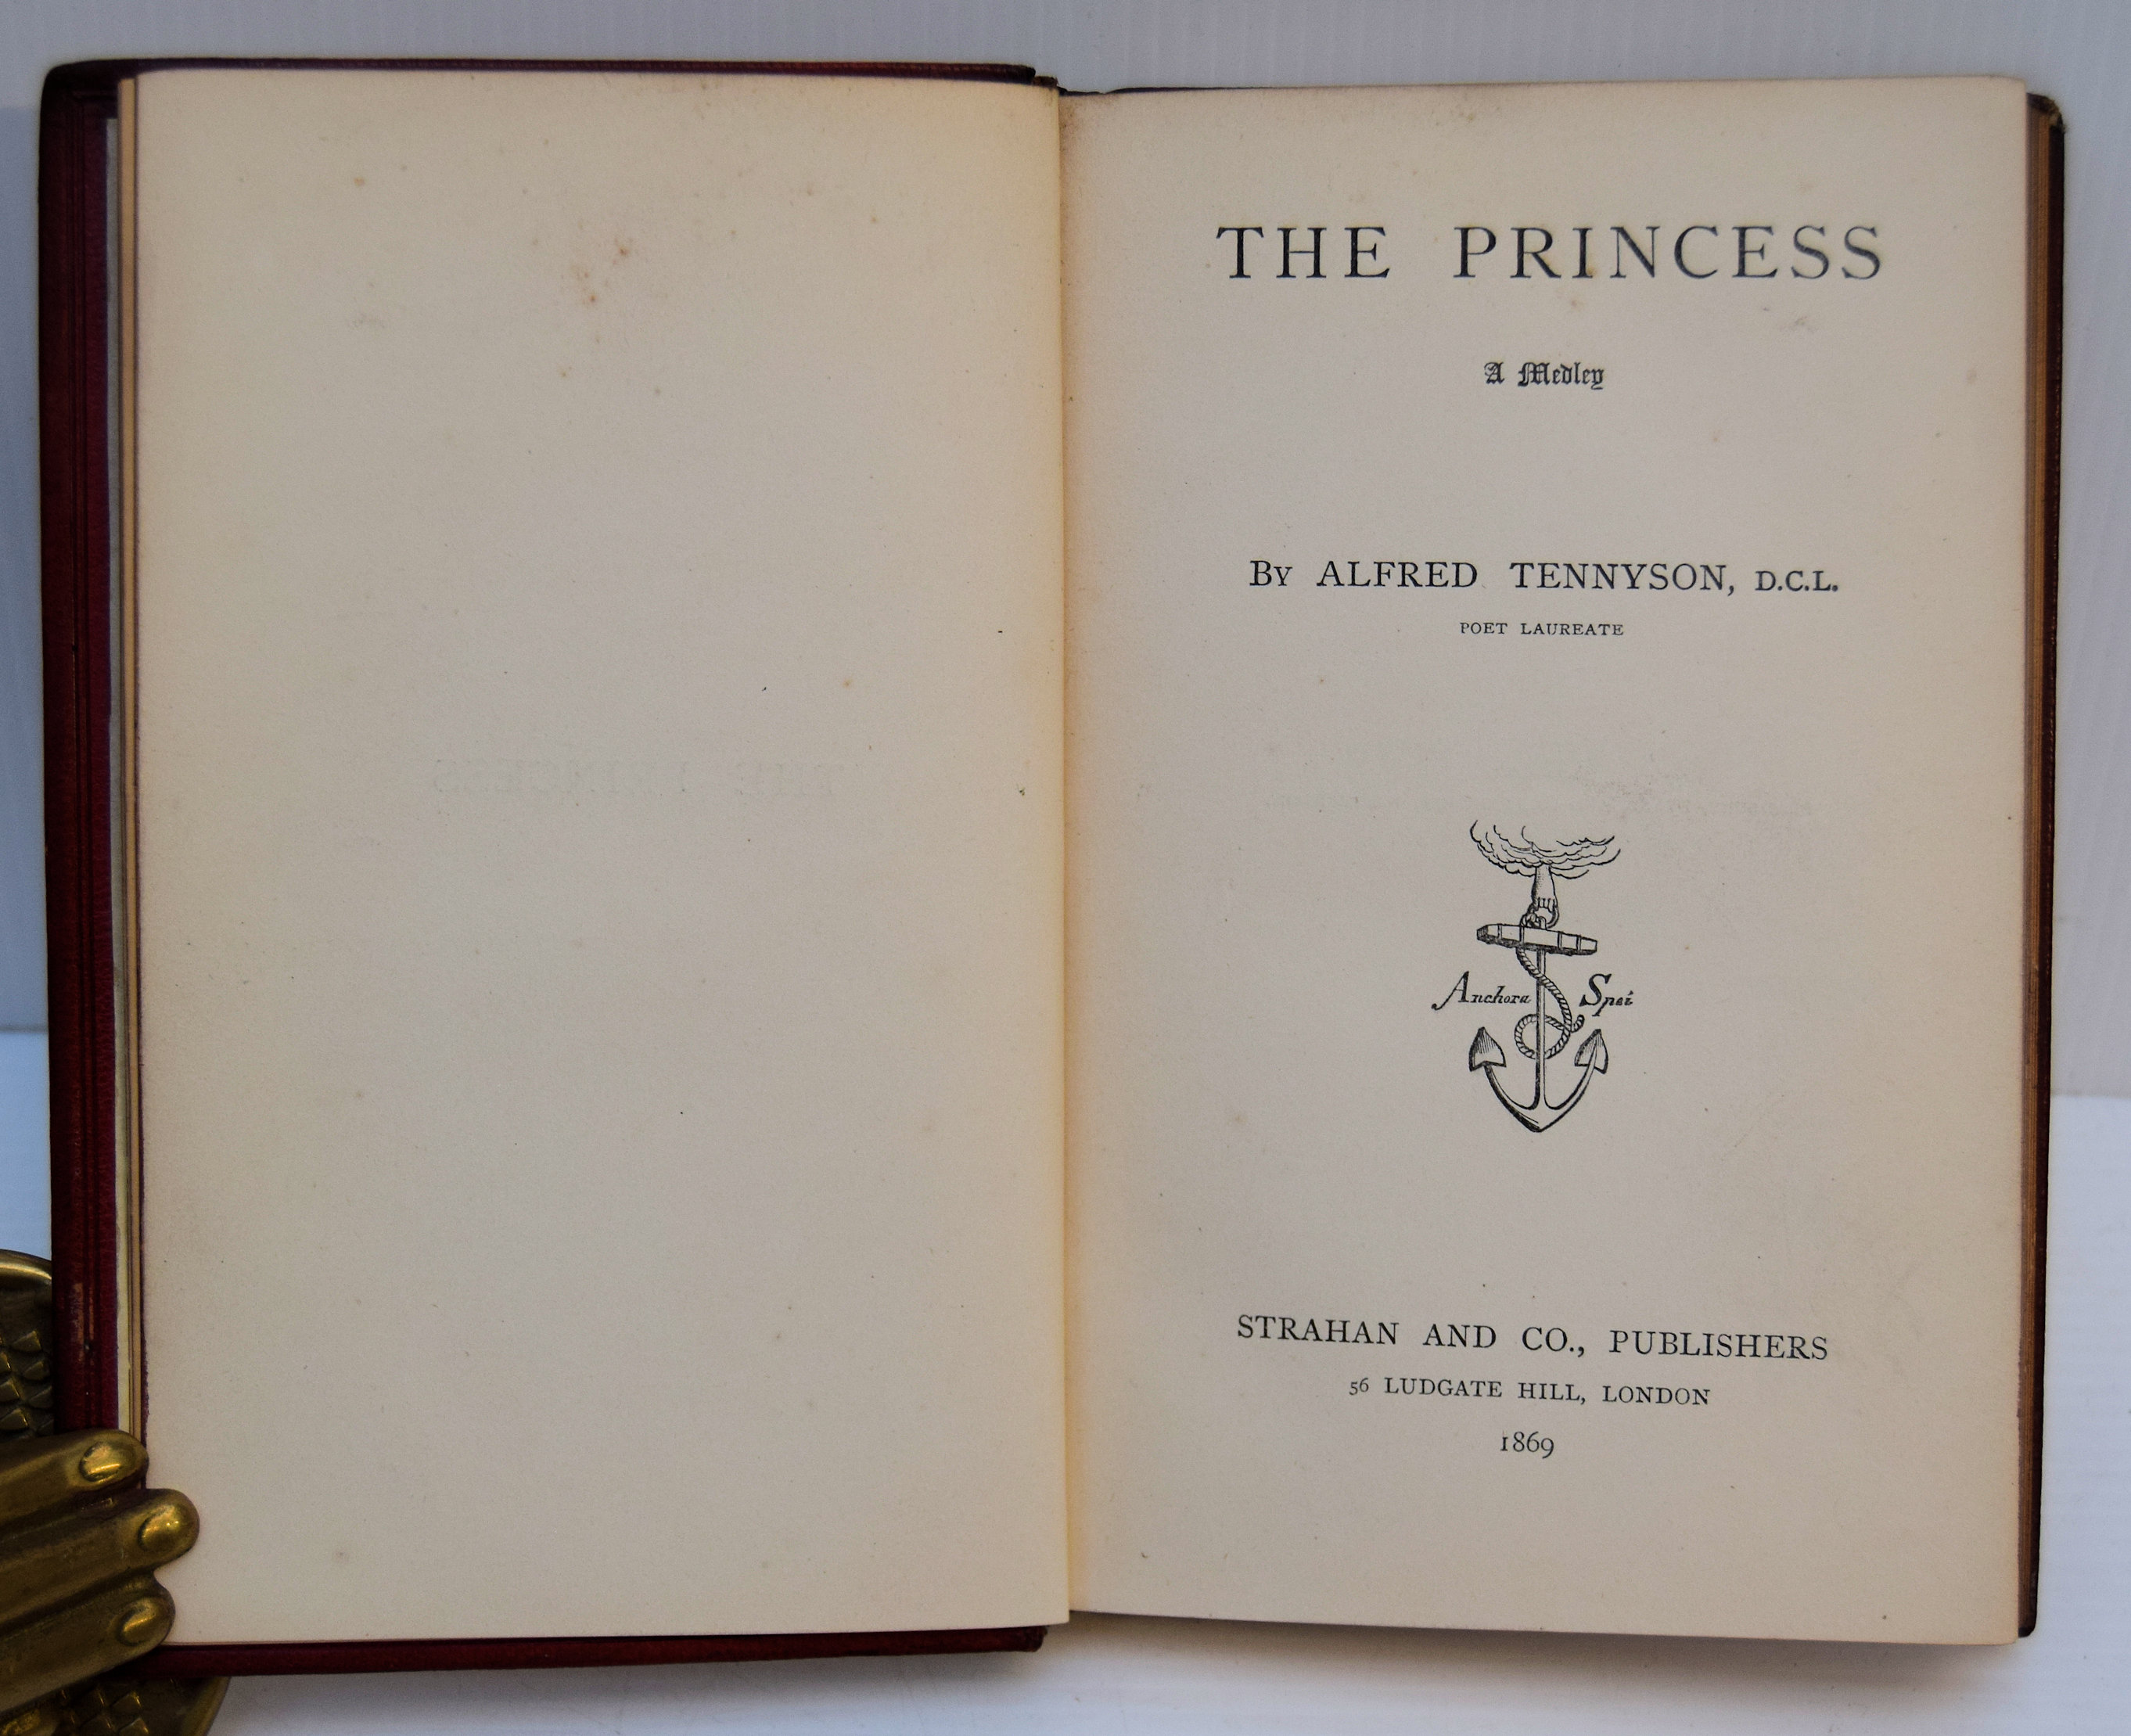 THE PRINCESS
A Medley
By ALFRED TENNYSON, D.C.L.
POET LAUREATE
Anchora Spei
STRAHAN AND CO., PUBLISHERS
56 LUDGATE HILL, LONDON
1869